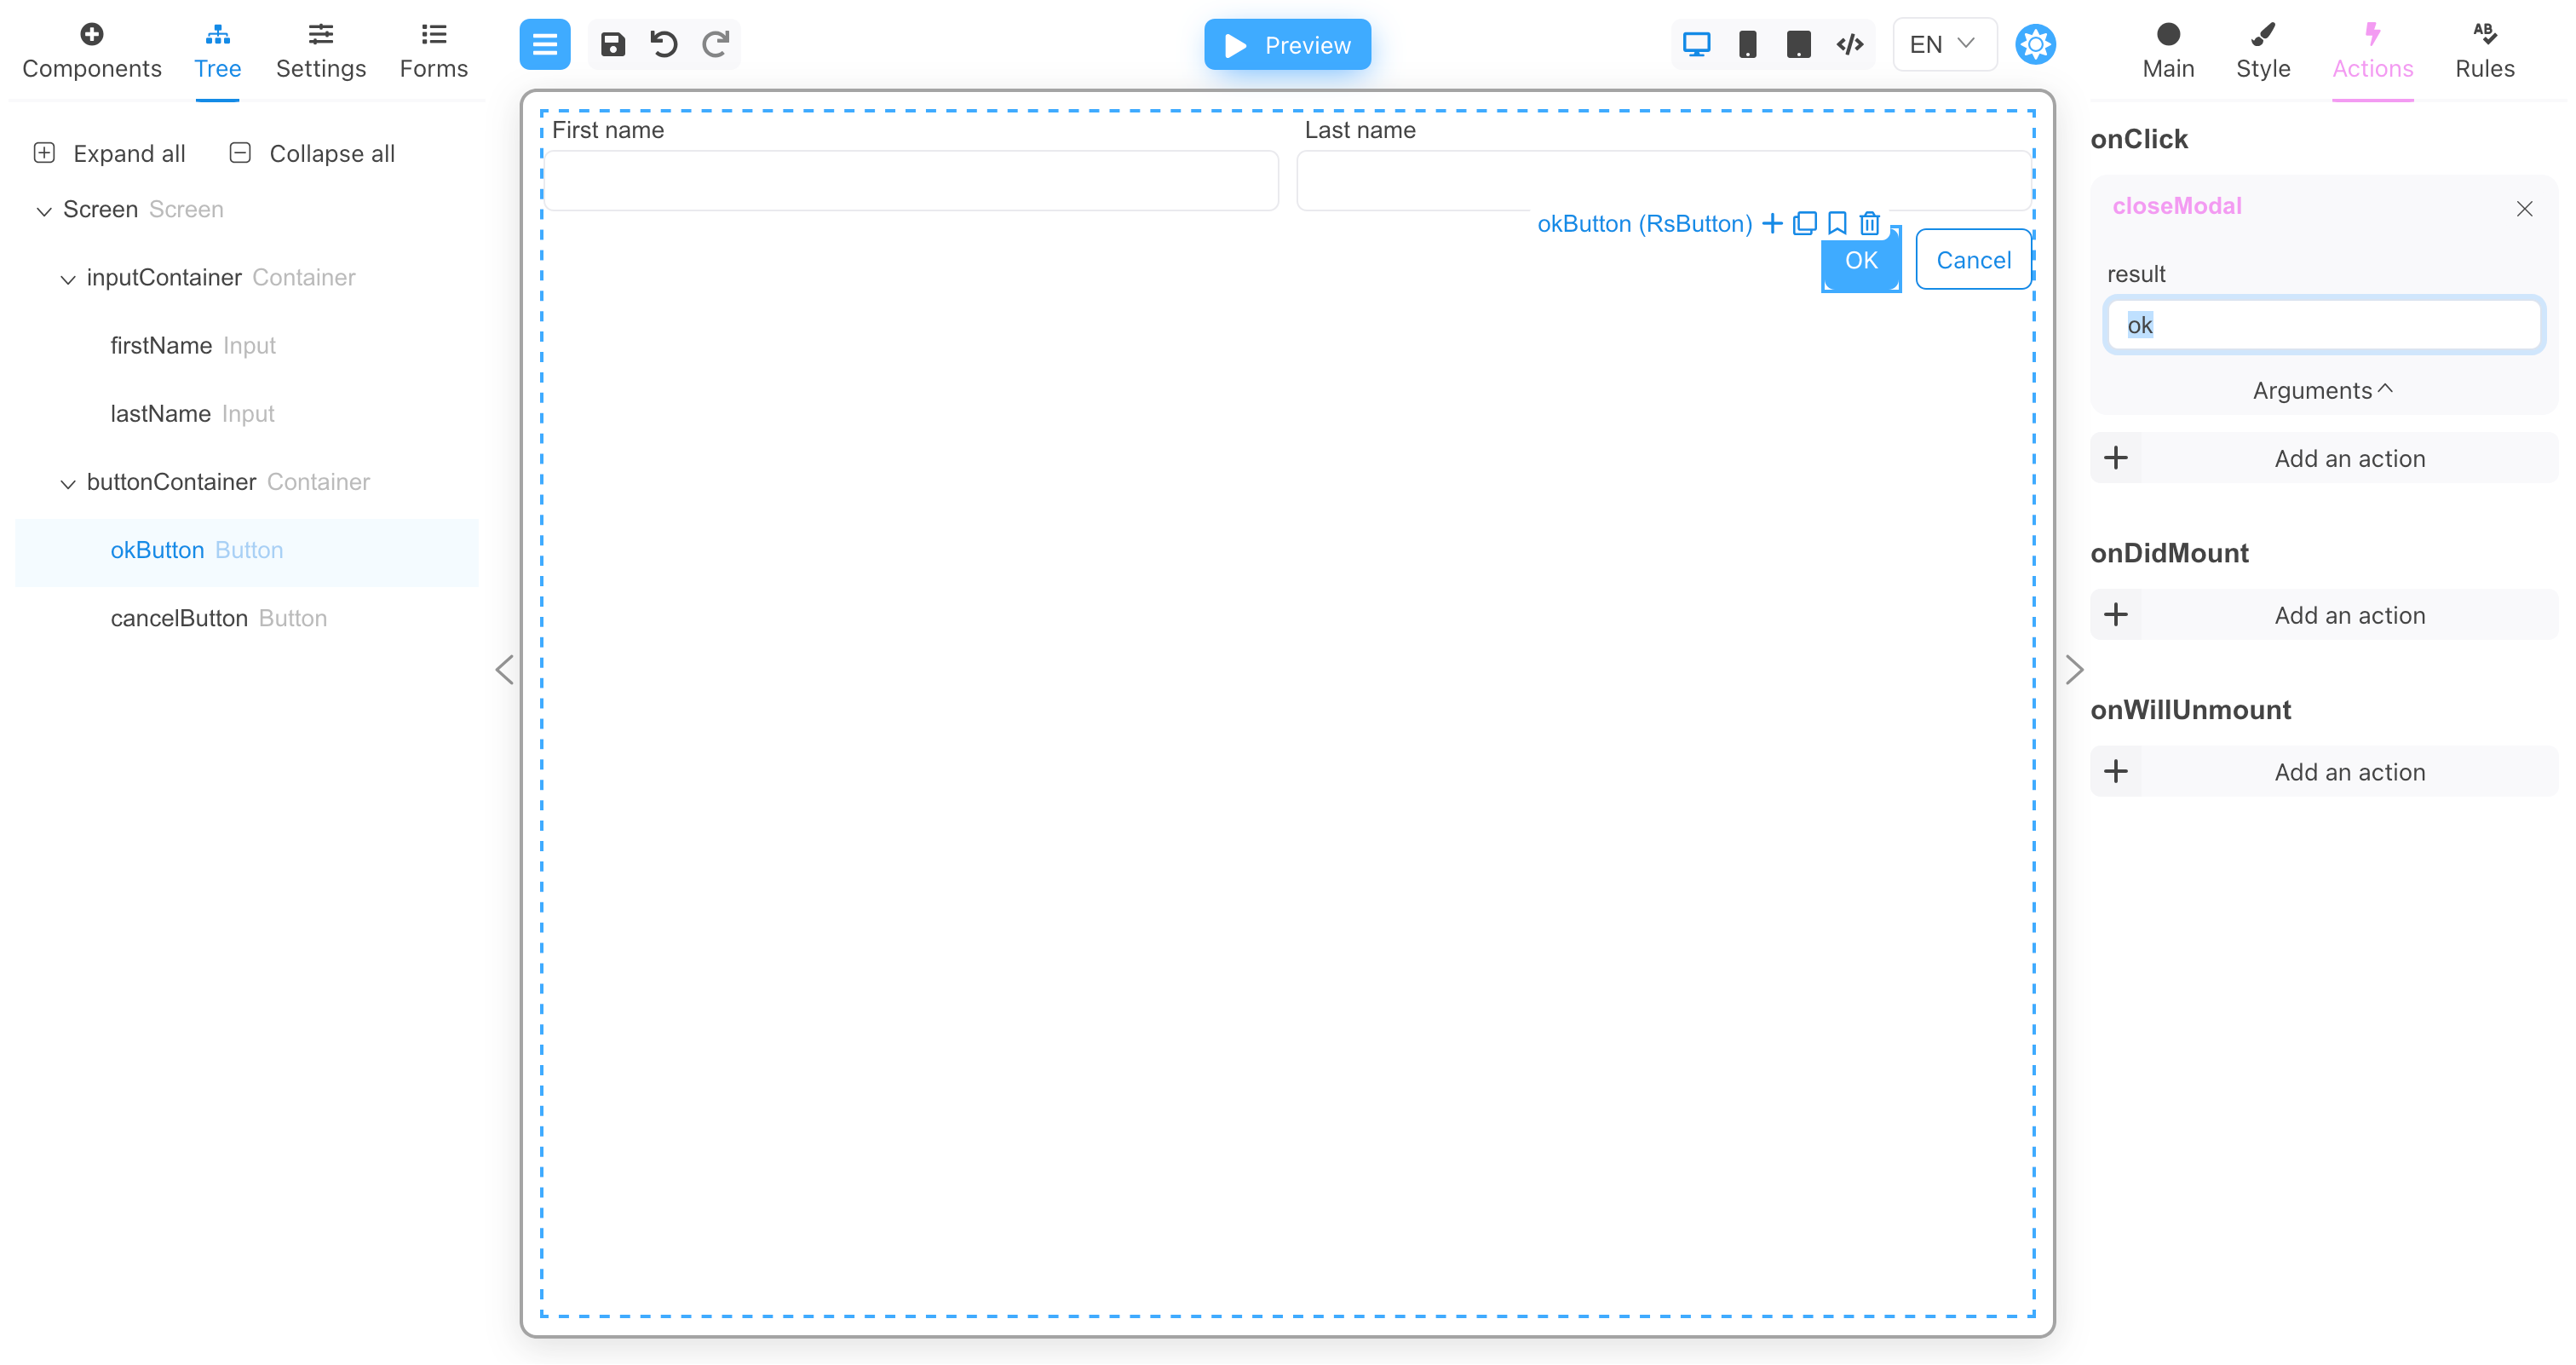 Components Tree Settings Forms
Preview
EN
Main Style Actions Rules
Expand all Collapse all
Screen Screen
inputContainer Container
firstName Input
lastName Input
buttonContainer Container
okButton Button
cancelButton Button
First name Last name
okButton (RsButton)
OK Cancel
onClick
closeModal
result
ok
Arguments
Add an action
onDidMount
Add an action
onWillUnmount
Add an action